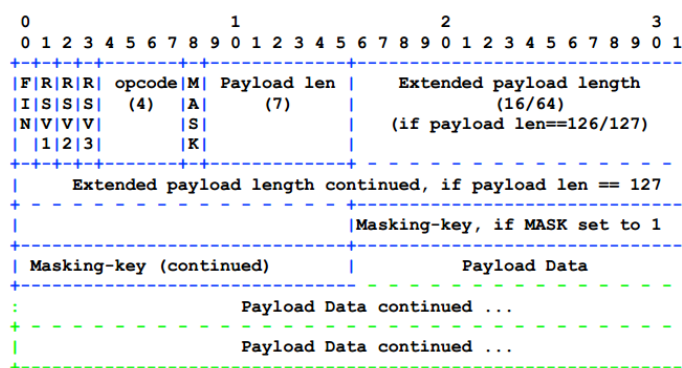 0                   1                   2                   3
0 1 2 3 4 5 6 7 8 9 0 1 2 3 4 5 6 7 8 9 0 1 2 3 4 5 6 7 8 9 0 1
+-+-+-+-+-------+-+-------------+-------------------------------+
|F|R|R|R| opcode|M| Payload len |    Extended payload length    |
|I|S|S|S|  (4)  |A|     (7)     |             (16/64)           |
|N|V|V|V|       |S|             |   (if payload len==126/127)   |
| |1|2|3|       |K|             |                               |
+-+-+-+-+-------+-+-------------+ - - - - - - - - - - - - - - -
|     Extended payload length continued, if payload len == 127
+ - - - - - - - - - - - - - - - +-------------------------------
|                               |Masking-key, if MASK set to 1
+-------------------------------+-------------------------------
| Masking-key (continued)       |          Payload Data
+-------------------------------- - - - - - - - - - - - - - - -
:                     Payload Data continued ...
+ - - - - - - - - - - - - - - - - - - - - - - - - - - - - - - -
|                     Payload Data continued ...
+---------------------------------------------------------------